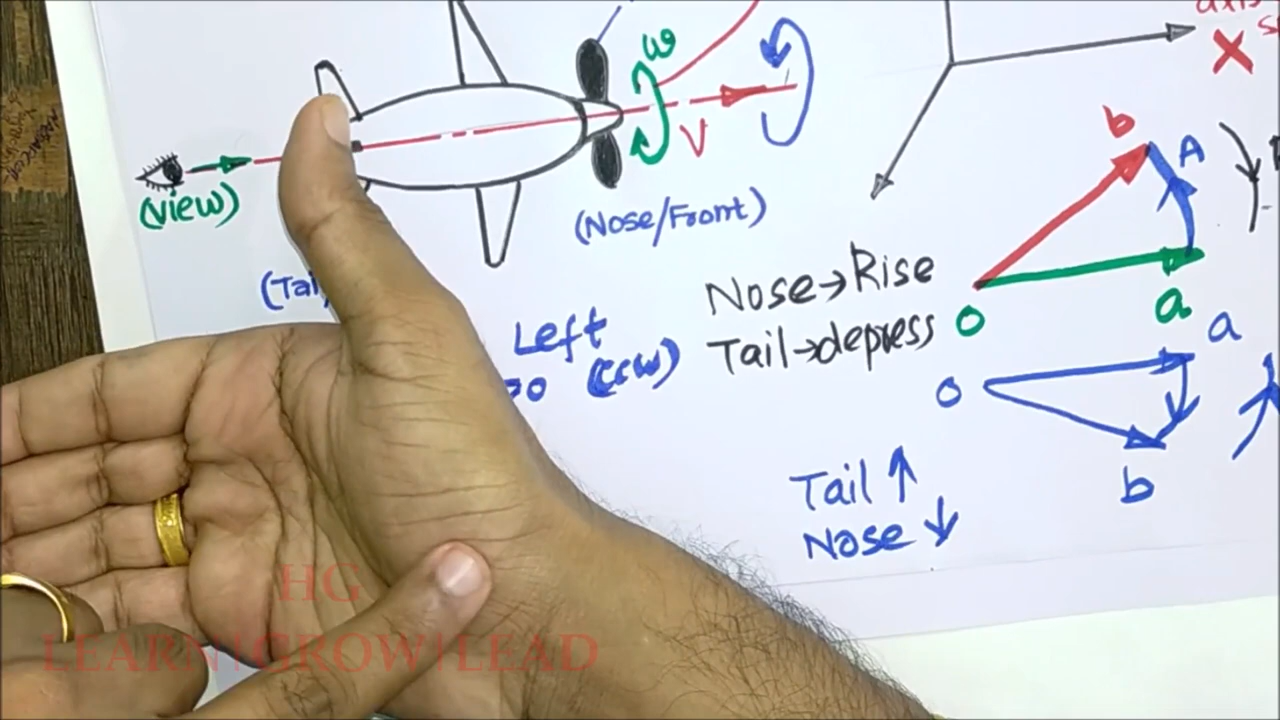 ω
V
(view)
(Nose/Front)
(Tai
Left
(CCW)
Nose→Rise
Tail→depress
X
b
A
o
a
a
o
b
Tail ↑
Nose ↓
HG
LEARN|GROW|LEAD